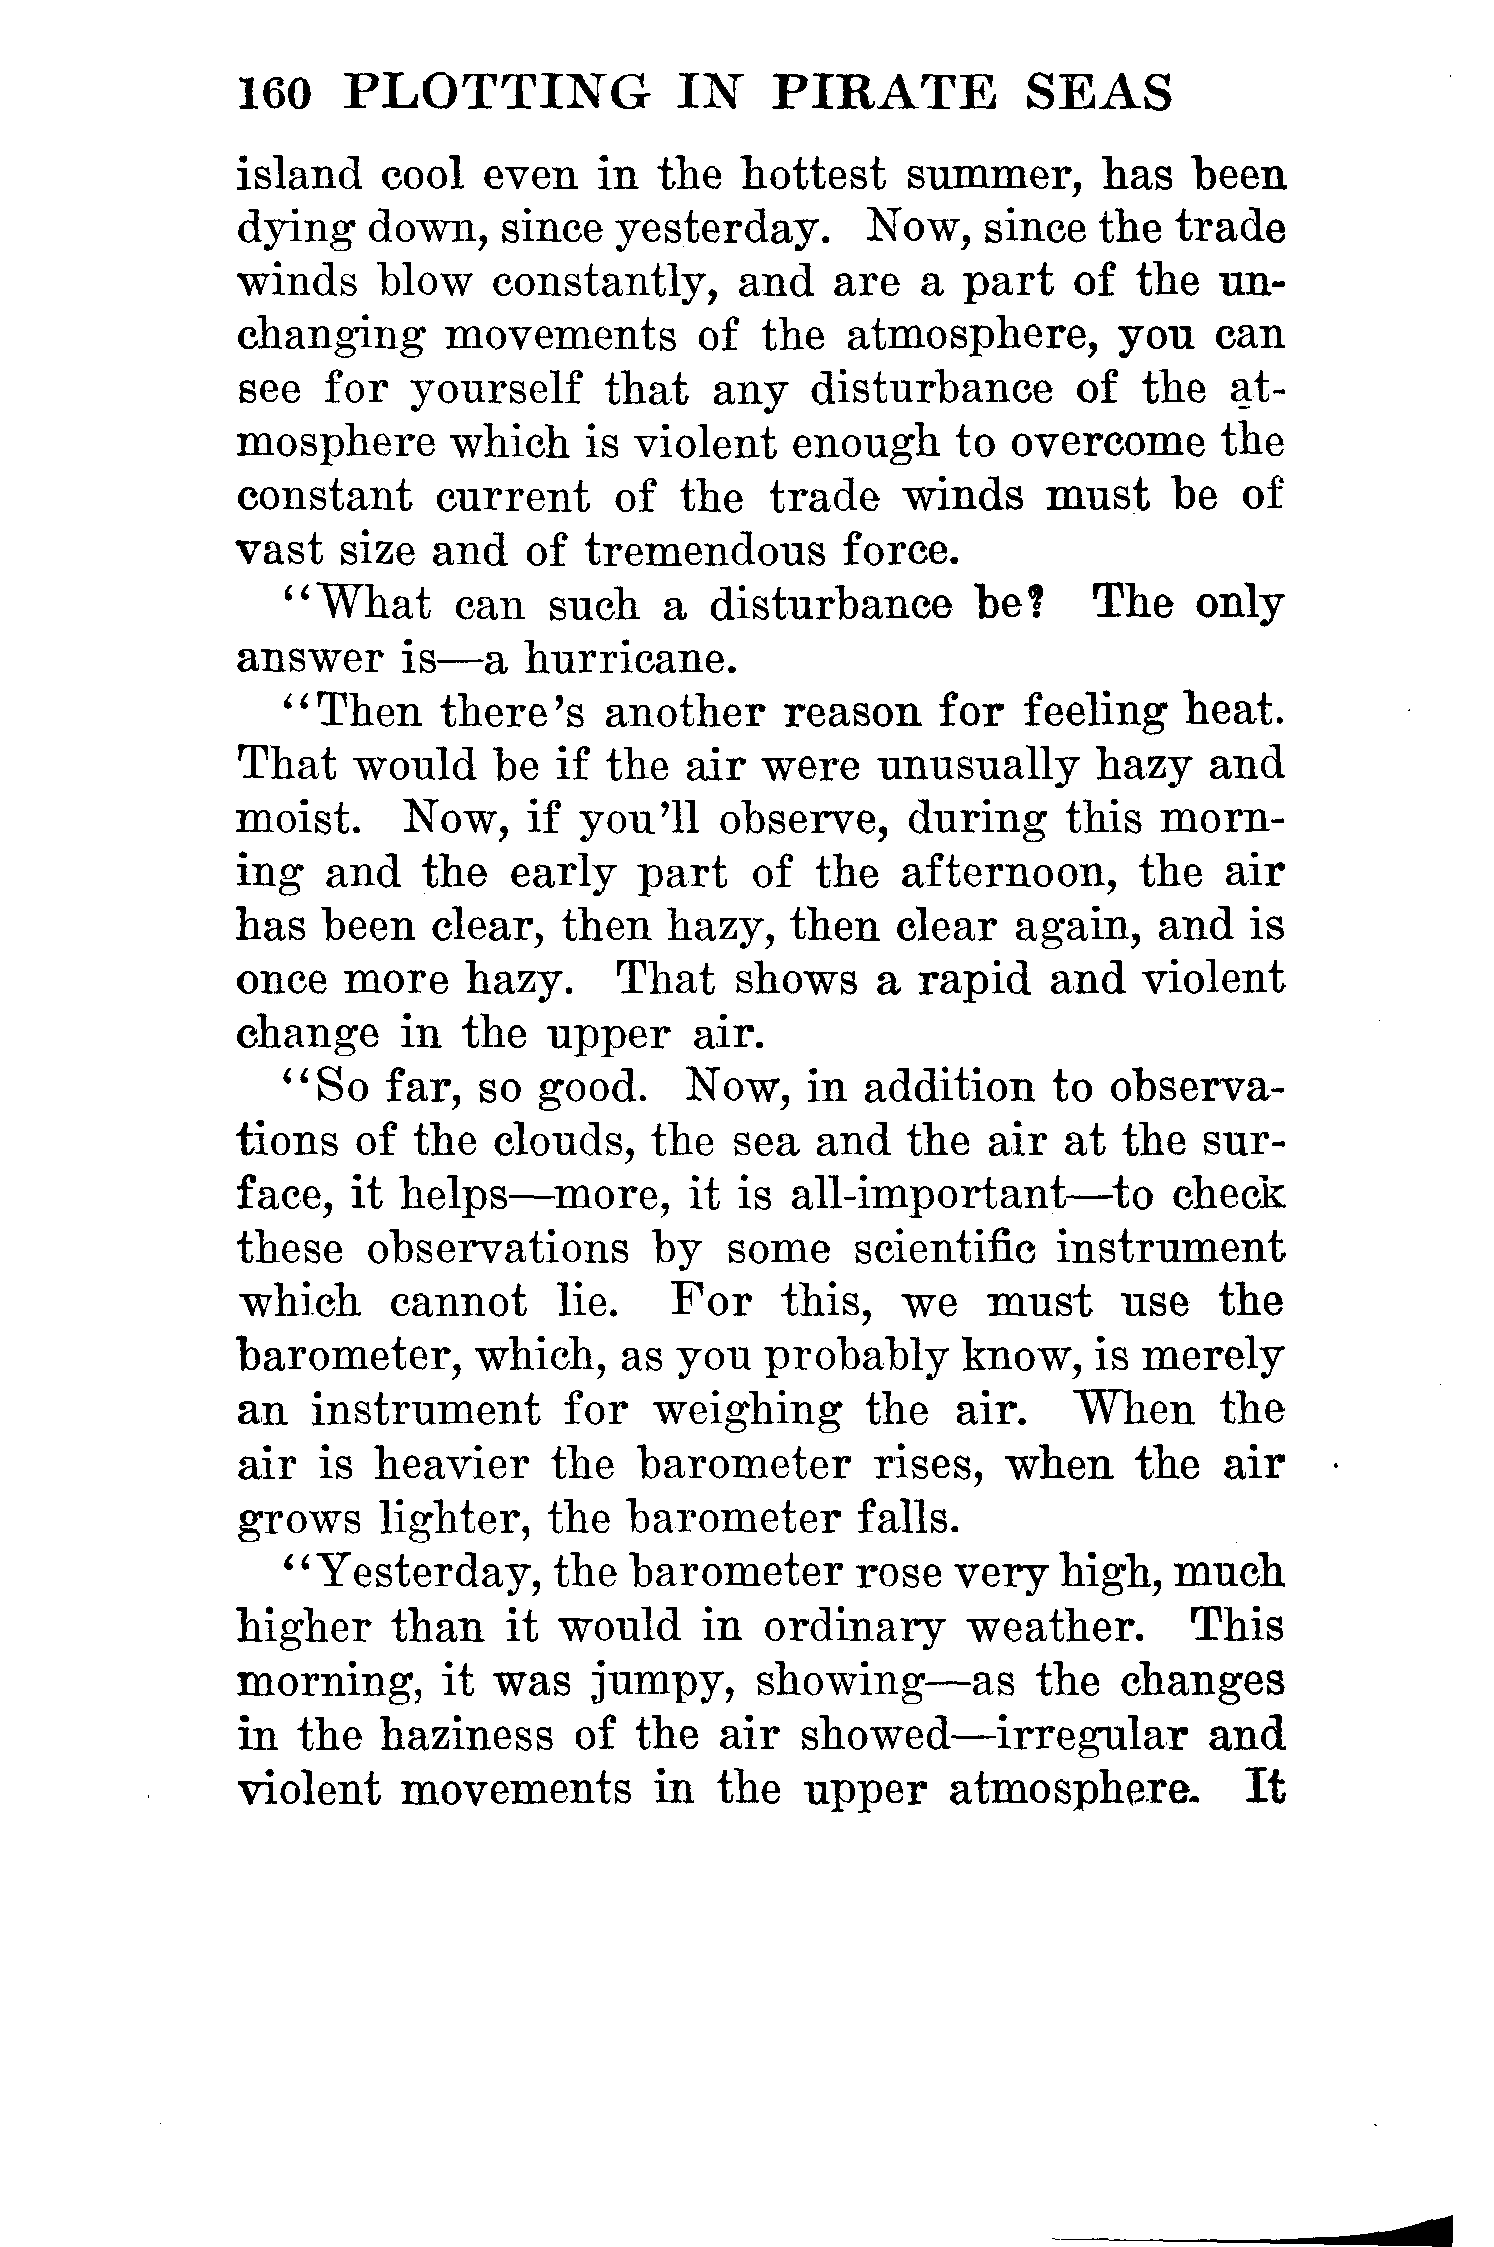 160 PLOTTING IN PIRATE SEAS
island cool even in the hottest summer, has been
dying down, since yesterday. Now, since the trade
winds blow constantly, and are a part of the un-
changing movements of the atmosphere, you can
see for yourself that any disturbance of the at-
mosphere which is violent enough to overcome the
constant current of the trade winds must be of
vast size and of tremendous force.
"What can such a disturbance be? The only
answer is—a hurricane.
"Then there's another reason for feeling heat.
That would be if the air were unusually hazy and
moist. Now, if you'll observe, during this morn-
ing and the early part of the afternoon, the air
has been clear, then hazy, then clear again, and is
once more hazy. That shows a rapid and violent
change in the upper air.
"So far, so good. Now, in addition to observa-
tions of the clouds, the sea and the air at the sur-
face, it helps—more, it is all-important—to check
these observations by some scientific instrument
which cannot lie. For this, we must use the
barometer, which, as you probably know, is merely
an instrument for weighing the air. When the
air is heavier the barometer rises, when the air
grows lighter, the barometer falls.
"Yesterday, the barometer rose very high, much
higher than it would in ordinary weather. This
morning, it was jumpy, showing—as the changes
in the haziness of the air showed—irregular and
violent movements in the upper atmosphere. It